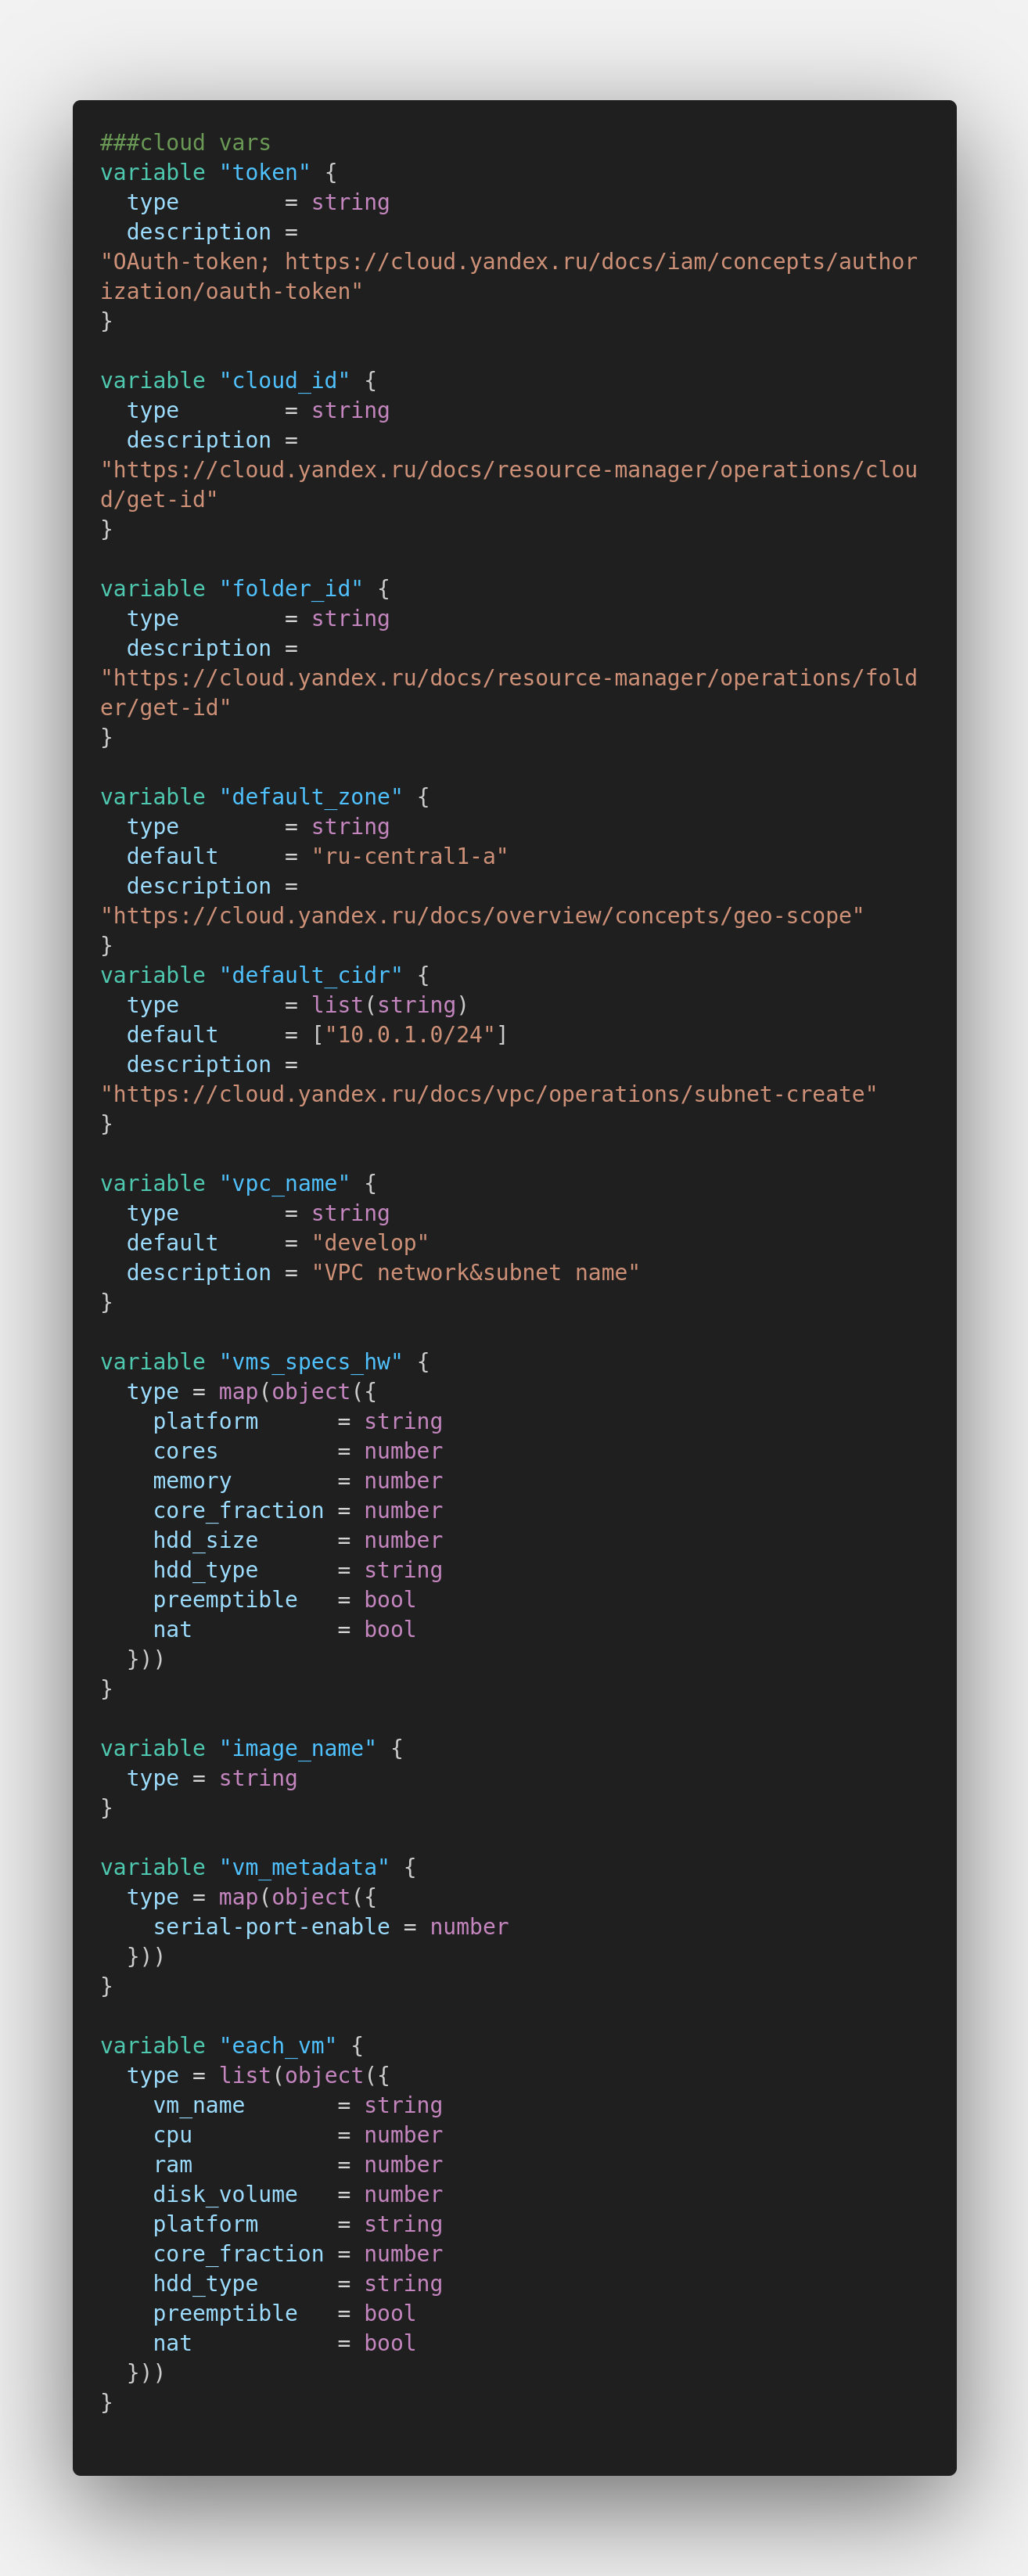 ###cloud vars
variable "token" {
  type        = string
  description =
"OAuth-token; https://cloud.yandex.ru/docs/iam/concepts/author
ization/oauth-token"
}

variable "cloud_id" {
  type        = string
  description =
"https://cloud.yandex.ru/docs/resource-manager/operations/clou
d/get-id"
}

variable "folder_id" {
  type        = string
  description =
"https://cloud.yandex.ru/docs/resource-manager/operations/fold
er/get-id"
}

variable "default_zone" {
  type        = string
  default     = "ru-central1-a"
  description =
"https://cloud.yandex.ru/docs/overview/concepts/geo-scope"
}
variable "default_cidr" {
  type        = list(string)
  default     = ["10.0.1.0/24"]
  description =
"https://cloud.yandex.ru/docs/vpc/operations/subnet-create"
}

variable "vpc_name" {
  type        = string
  default     = "develop"
  description = "VPC network&subnet name"
}

variable "vms_specs_hw" {
  type = map(object({
    platform      = string
    cores         = number
    memory        = number
    core_fraction = number
    hdd_size      = number
    hdd_type      = string
    preemptible   = bool
    nat           = bool
  }))
}

variable "image_name" {
  type = string
}

variable "vm_metadata" {
  type = map(object({
    serial-port-enable = number
  }))
}

variable "each_vm" {
  type = list(object({
    vm_name       = string
    cpu           = number
    ram           = number
    disk_volume   = number
    platform      = string
    core_fraction = number
    hdd_type      = string
    preemptible   = bool
    nat           = bool
  }))
}